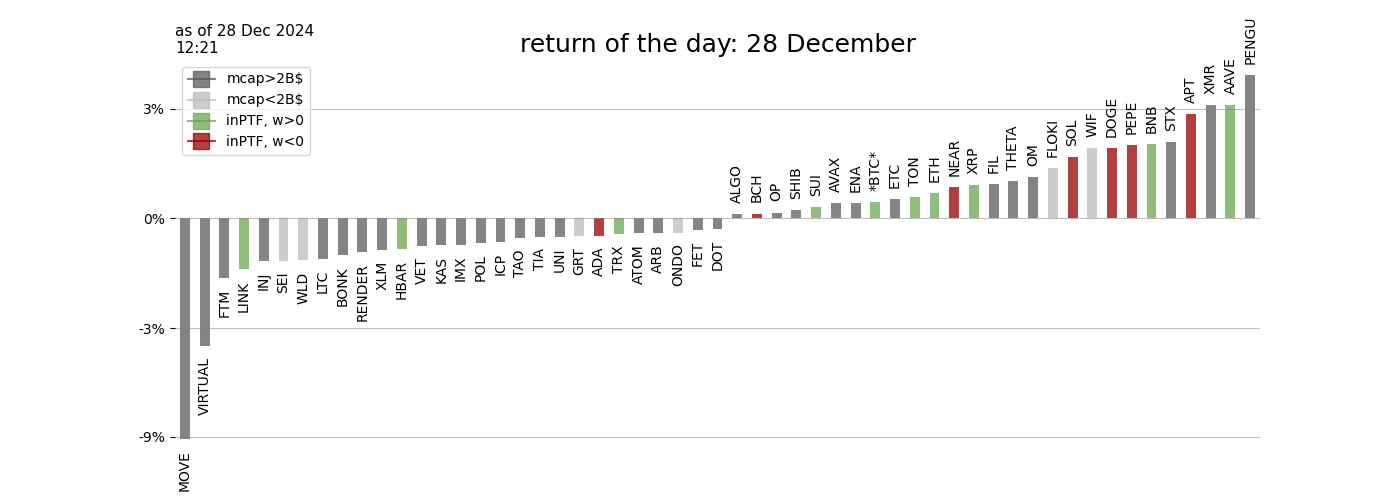 as of 28 Dec 2024
12:21
return of the day: 28 December
mcap>2B$
mcap<2B$
inPTF, w>0
inPTF, w<0
3%
0%
-3%
-9%
MOVE
VIRTUAL
FTM
LINK
INJ
SEI
WLD
LTC
BONK
RENDER
XLM
HBAR
VET
KAS
IMX
POL
ICP
TAO
TIA
UNI
GRT
ADA
TRX
ATOM
ARB
ONDO
FET
DOT
ALGO
BCH
OP
SHIB
SUI
AVAX
ENA
*BTC*
ETC
TON
ETH
NEAR
XRP
FIL
THETA
OM
FLOKI
SOL
WIF
DOGE
PEPE
BNB
STX
APT
XMR
AAVE
PENGU